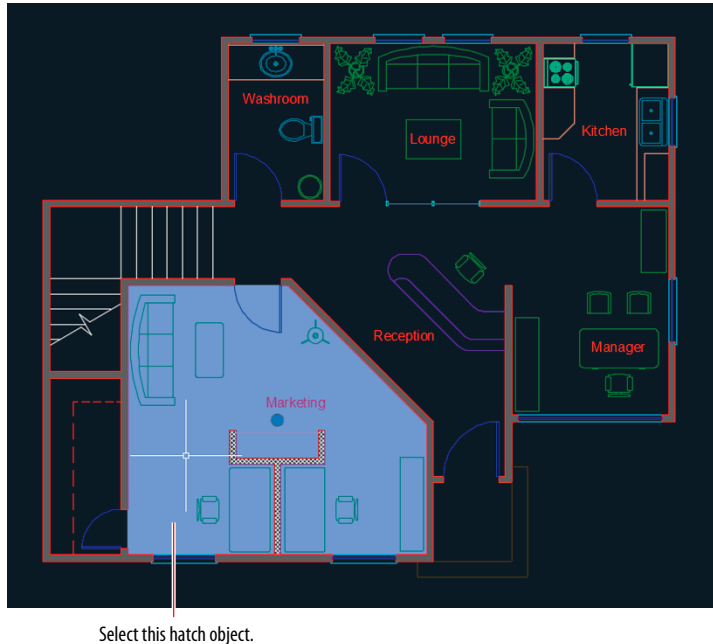 Washroom
Lounge
Kitchen
Reception
Manager
Marketing
Select this hatch object.